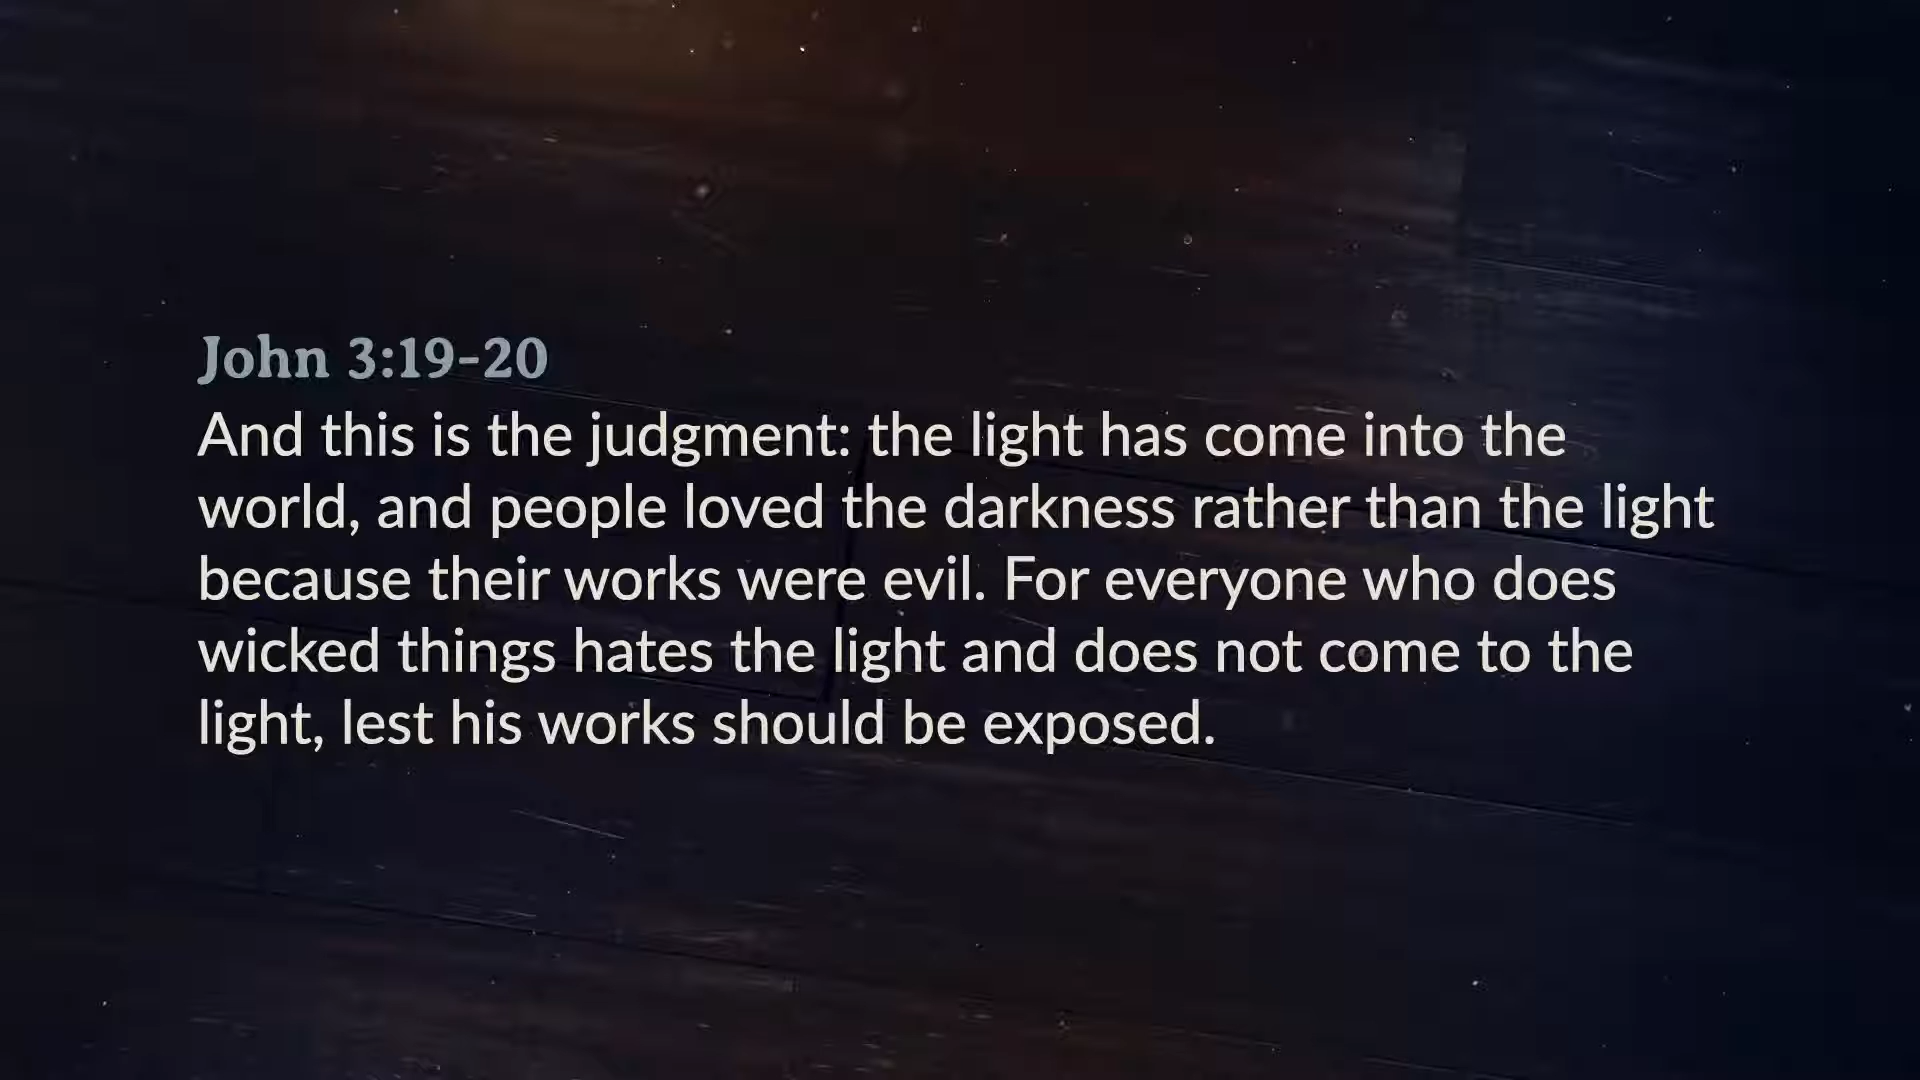 John 3:19-20
And this is the judgment: the light has come into the
world, and people loved the darkness rather than the light
because their works were evil. For everyone who does
wicked things hates the light and does not come to the
light, lest his works should be exposed.